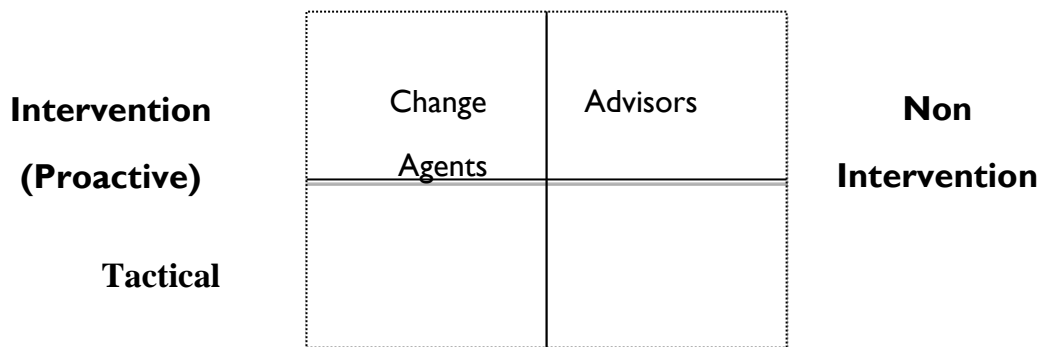 Intervention
(Proactive)
Change
Agents
Advisors
Non
Intervention
Tactical